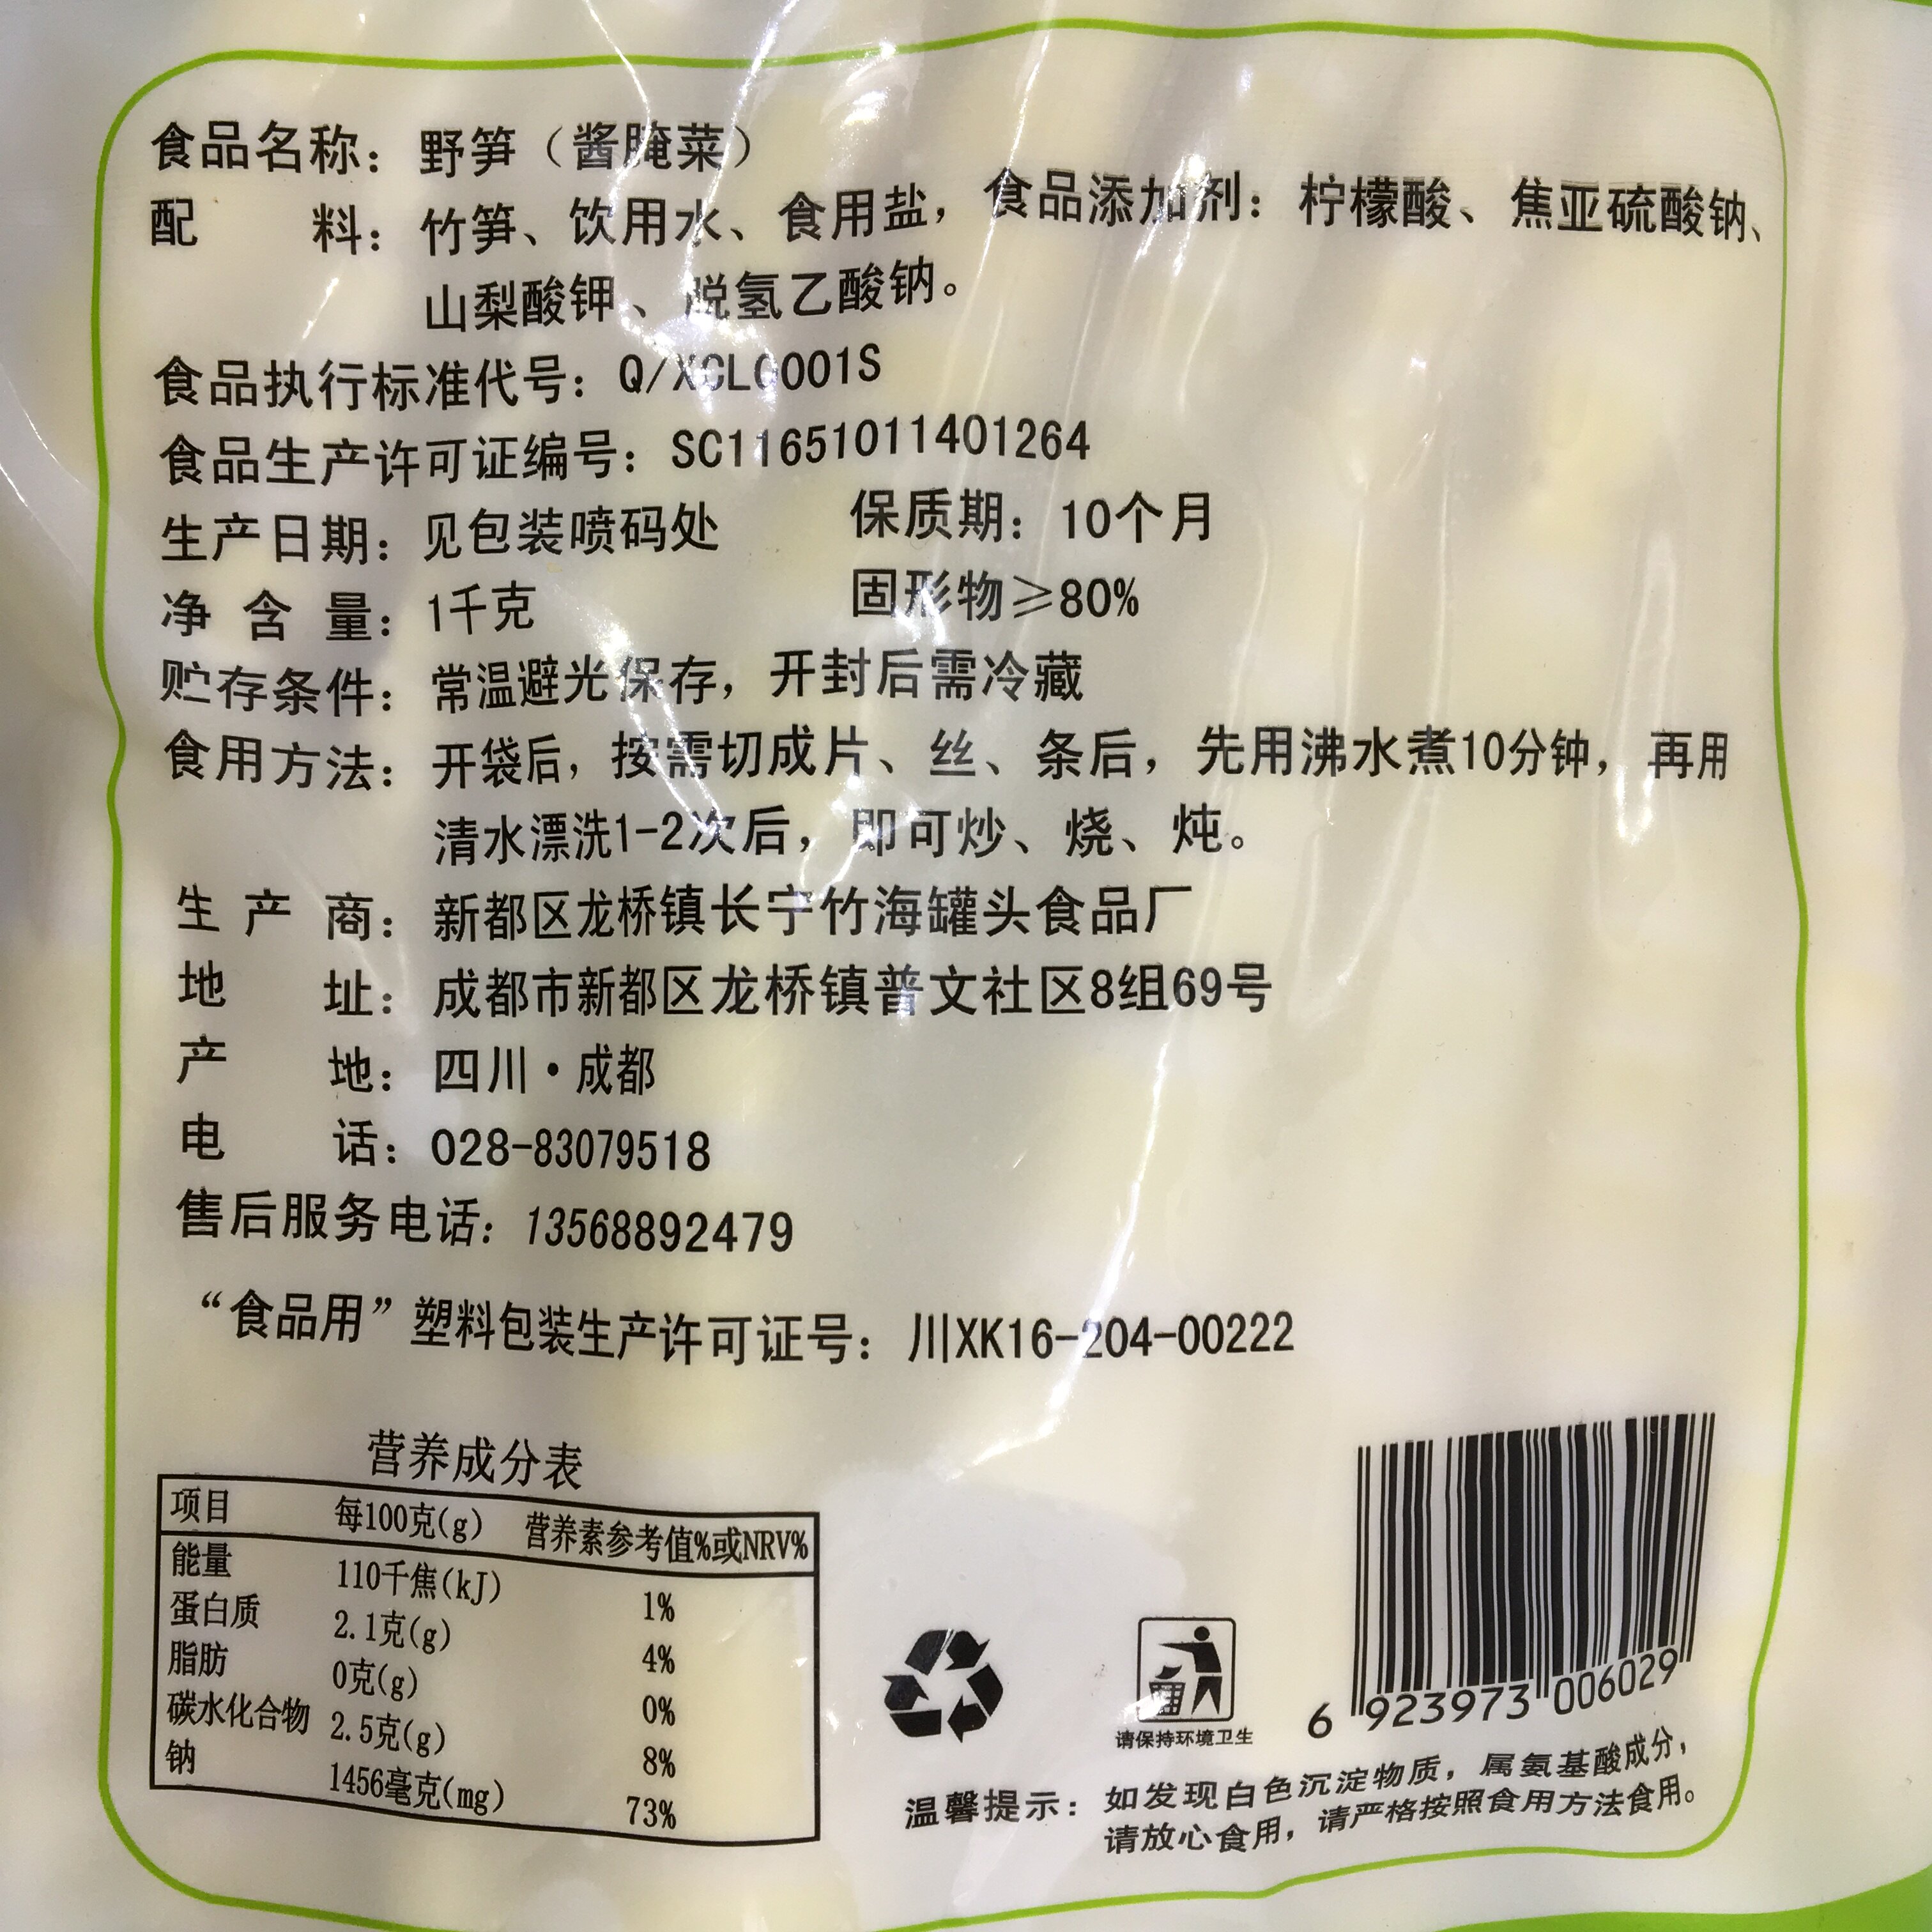 食品名称：野笋（酱腌菜）
配 料：竹笋、饮用水、食用盐，食品添加剂：柠檬酸、焦亚硫酸钠、
山梨酸钾、脱氢乙酸钠。
食品执行标准代号：Q/XCL0001S
食品生产许可证编号：SC11651011401264
生产日期：见包装喷码处 保质期：10个月
净含量：1千克 固形物≥80%
贮存条件：常温避光保存，开封后需冷藏
食用方法：开袋后，按需切成片、丝、条后，先用沸水煮10分钟，再用
清水漂洗1-2次后，即可炒、烧、炖。
生产商：新都区龙桥镇长宁竹海罐头食品厂
地 址：成都市新都区龙桥镇普文社区8组69号
产 地：四川·成都
电 话：028-83079518
售后服务电话：13568892479
“食品用”塑料包装生产许可证号：川XK16-204-00222
营养成分表
项目 每100克(g) 营养素参考值%或NRV%
能量 110千焦(kJ) 1%
蛋白质 2.1克(g) 4%
脂肪 0克(g) 0%
碳水化合物 2.5克(g) 8%
钠 1456毫克(mg) 73%
请保持环境卫生
6 923973 006029
温馨提示：如发现白色沉淀物质，属氨基酸成分，
请放心食用，请严格按照食用方法食用。